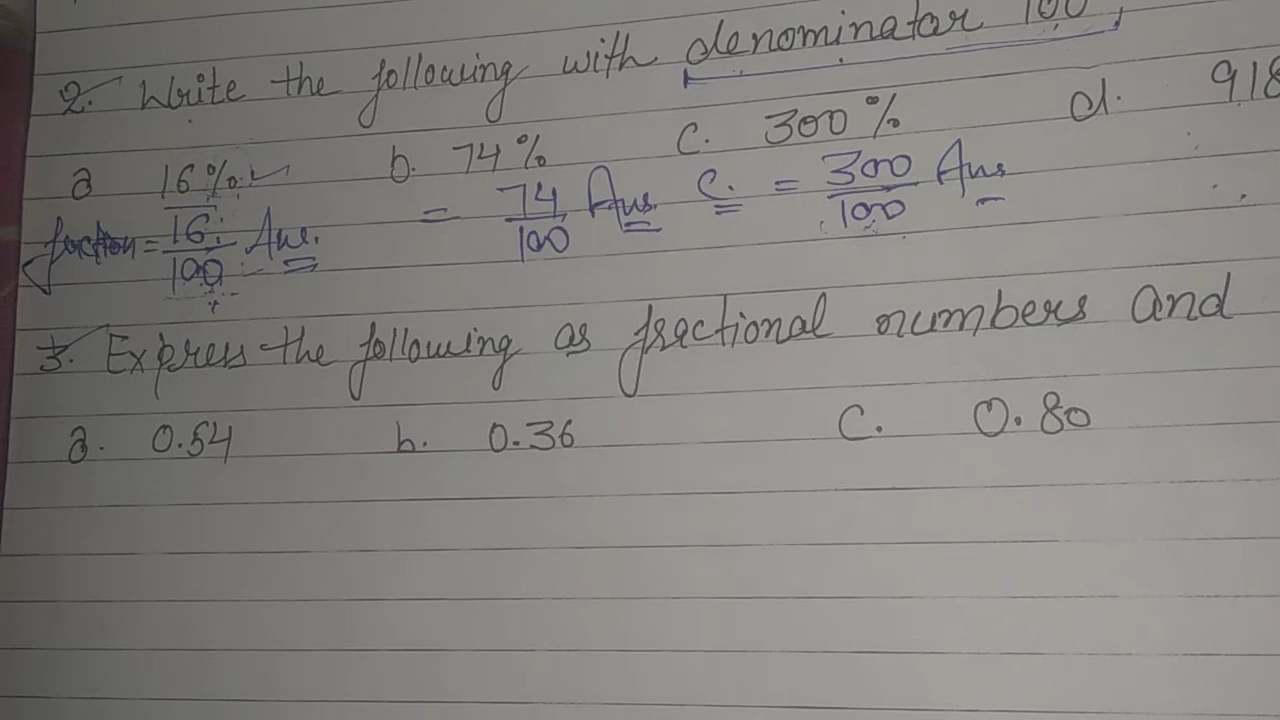 2. Write the following with denominator 100,
a 16% b. 74% c. 300% d. 918
fraction = 16/100 Ans. = 74/100 Ans. c. = 300/100 Ans
3. Express the following as fractional numbers and
a. 0.54 b. 0.36 c. 0.80